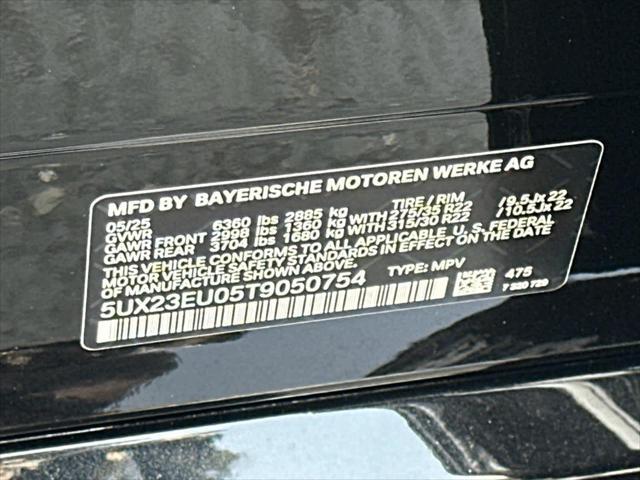 MFD BY BAYERISCHE MOTOREN WERKE AG
05/25 TIRE / RIM
GVWR 6360 lbs 2885 kg
GAWR FRONT 2998 lbs 1360 kg WITH 275/35 R22 /9.5Jx22
GAWR REAR 3704 lbs 1680 kg WITH 315/30 R22 /10.5Jx22
THIS VEHICLE CONFORMS TO ALL APPLICABLE U.S. FEDERAL
MOTOR VEHICLE SAFETY STANDARDS IN EFFECT ON THE DATE
OF MANUFACTURE SHOWN ABOVE.
5UX23EU05T9050754 TYPE: MPV 475
7 320 729